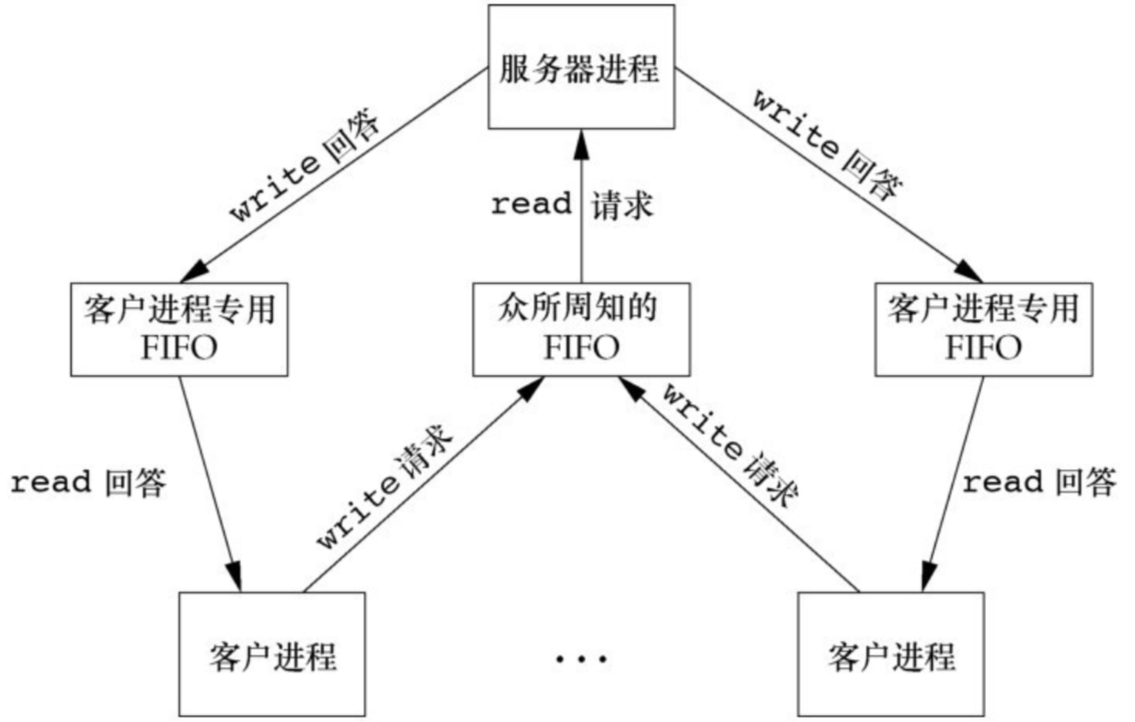 服务器进程
write 回答
write 回答
read 请求
客户进程专用
FIFO
众所周知的
FIFO
客户进程专用
FIFO
read 回答
write 请求
write 请求
read 回答
客户进程
...
客户进程